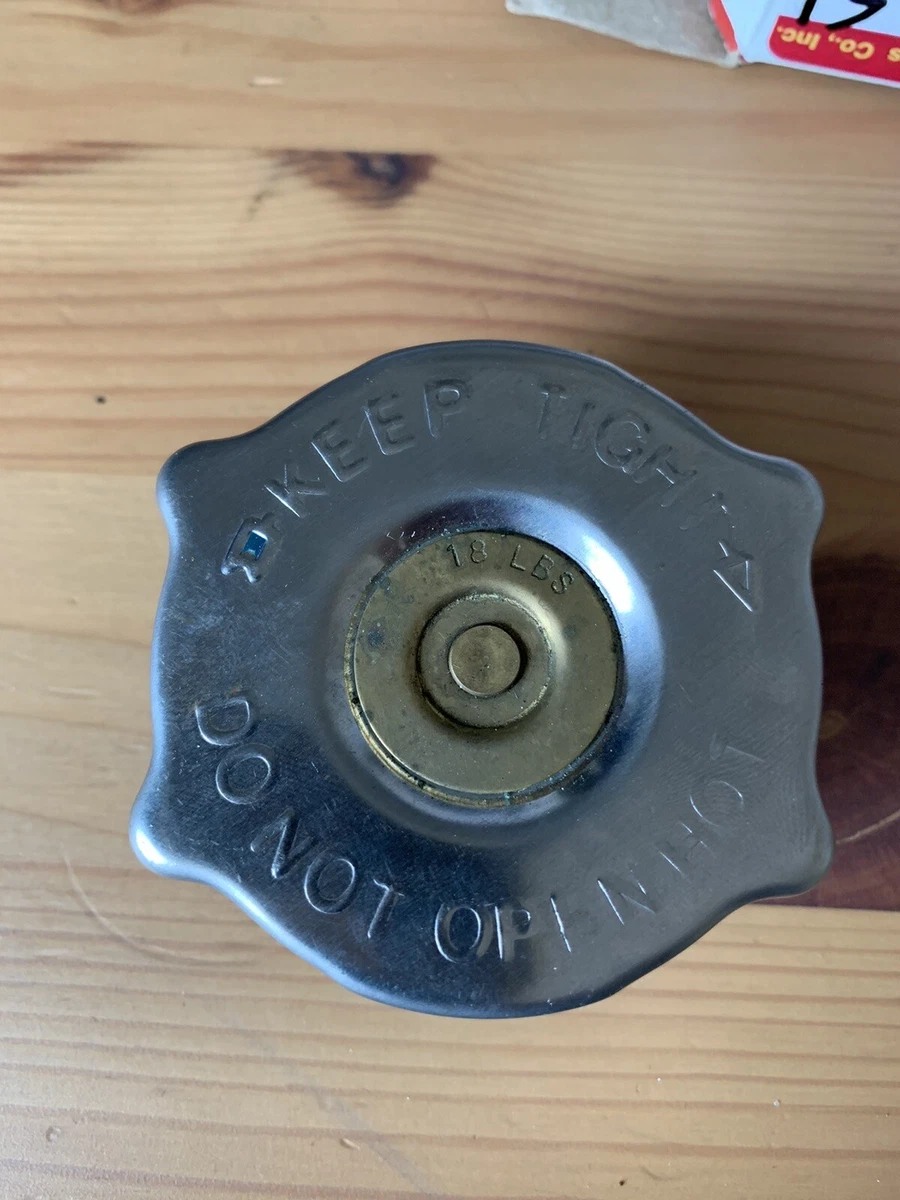 s Co., Inc.
KEEP TIGHT
18 LBS
DO NOT OPEN HOT